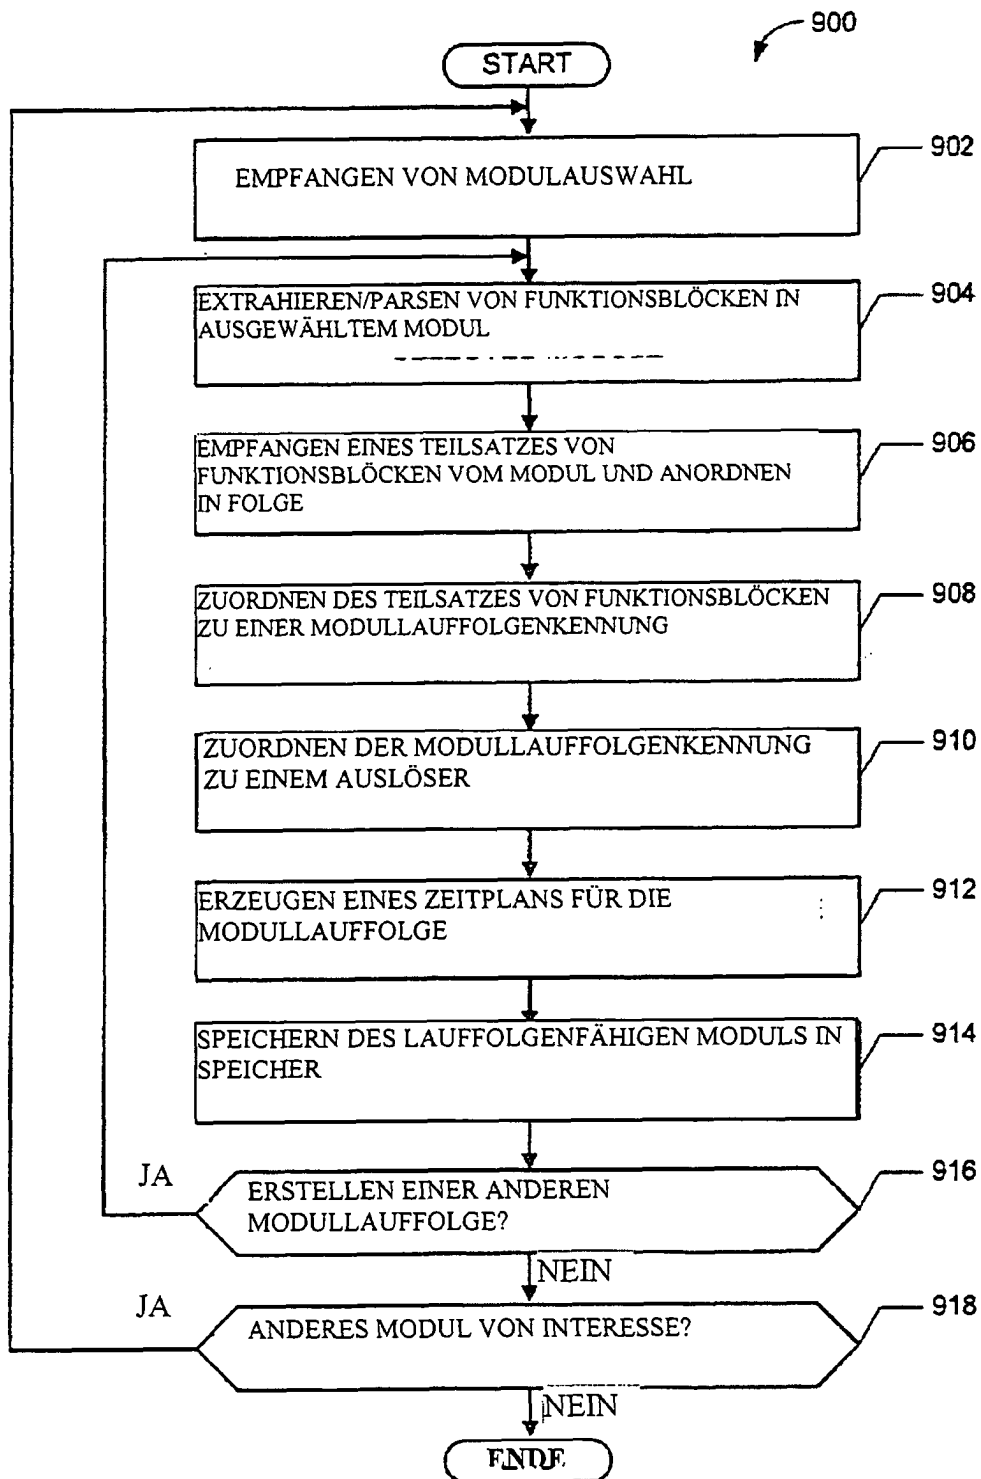 900
START
902
EMPFANGEN VON MODULAUSWAHL
904
EXTRAHIEREN/PARSEN VON FUNKTIONSBLÖCKEN IN
AUSGEWÄHLTEM MODUL
906
EMPFANGEN EINES TEILSATZES VON
FUNKTIONSBLÖCKEN VOM MODUL UND ANORDNEN
IN FOLGE
908
ZUORDNEN DES TEILSATZES VON FUNKTIONSBLÖCKEN
ZU EINER MODULLAUFFOLGENKENNUNG
910
ZUORDNEN DER MODULLAUFFOLGENKENNUNG
ZU EINEM AUSLÖSER
912
ERZEUGEN EINES ZEITPLANS FÜR DIE
MODULLAUFFOLGE
914
SPEICHERN DES LAUFFOLGENFÄHIGEN MODULS IN
SPEICHER
JA
916
ERSTELLEN EINER ANDEREN
MODULLAUFFOLGE?
NEIN
JA
918
ANDERES MODUL VON INTERESSE?
NEIN
ENDE